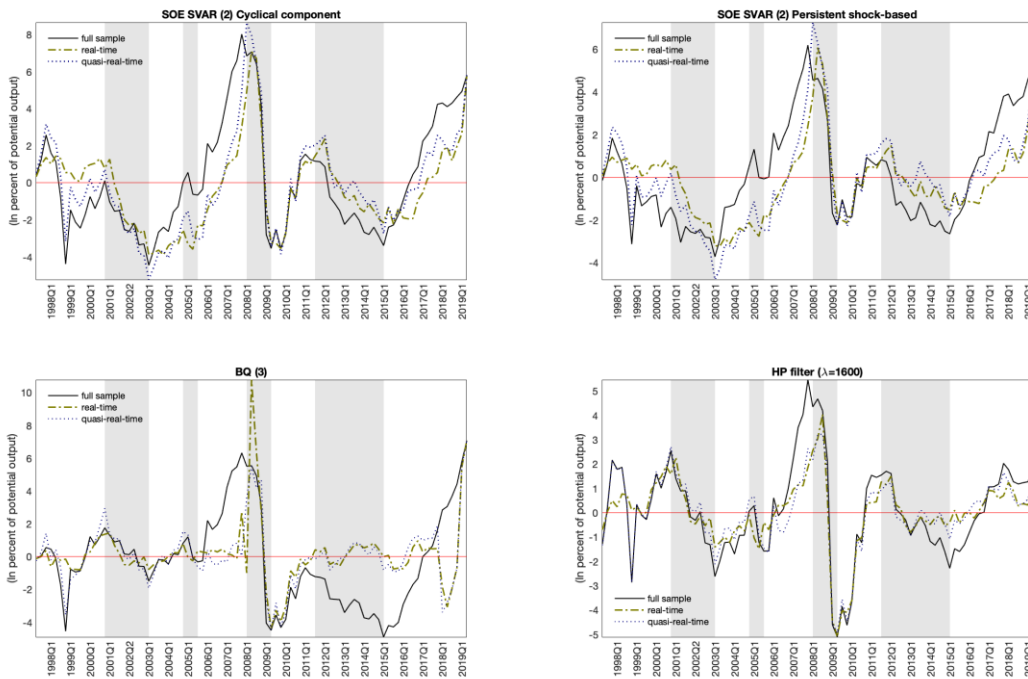 SOE SVAR (2) Cyclical component
(In percent of potential output)
8
6
4
2
0
-2
-4
full sample
real-time
quasi-real-time
1998Q1
1999Q1
2000Q1
2001Q1
2002Q2
2003Q1
2004Q1
2005Q1
2006Q1
2007Q1
2008Q1
2009Q1
2010Q1
2011Q1
2012Q1
2013Q1
2014Q1
2015Q1
2016Q1
2017Q1
2018Q1
2019Q1
SOE SVAR (2) Persistent shock-based
(In percent of potential output)
6
4
2
0
-2
-4
full sample
real-time
quasi-real-time
1998Q1
1999Q1
2000Q1
2001Q1
2002Q2
2003Q1
2004Q1
2005Q1
2006Q1
2007Q1
2008Q1
2009Q1
2010Q1
2011Q1
2012Q1
2013Q1
2014Q1
2015Q1
2016Q1
2017Q1
2018Q1
BQ (3)
(In percent of potential output)
10
8
6
4
2
0
-2
-4
full sample
real-time
quasi-real-time
1998Q1
1999Q1
2000Q1
2001Q1
2002Q2
2003Q1
2004Q1
2005Q1
2006Q1
2007Q1
2008Q1
2009Q1
2010Q1
2011Q1
2012Q1
2013Q1
2014Q1
2015Q1
2016Q1
2017Q1
2018Q1
2019Q1
HP filter (λ=1600)
(In percent of potential output)
5
4
3
2
1
0
-1
-2
-3
-4
-5
full sample
real-time
quasi-real-time
1998Q1
1999Q1
2000Q1
2001Q1
2002Q2
2003Q1
2004Q1
2005Q1
2006Q1
2007Q1
2008Q1
2009Q1
2010Q1
2011Q1
2012Q1
2013Q1
2014Q1
2015Q1
2016Q1
2017Q1
2018Q1